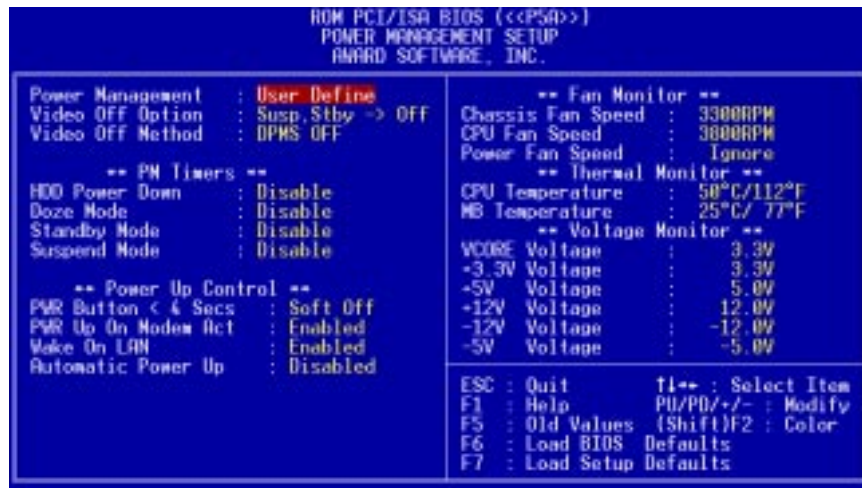 ROM PCI/ISA BIOS (<<P5A>>)
POWER MANAGEMENT SETUP
AWARD SOFTWARE, INC.
Power Management : User Define
Video Off Option : Susp,Stby -> Off
Video Off Method : DPMS OFF
** PM Timers **
HDD Power Down : Disable
Doze Mode : Disable
Standby Mode : Disable
Suspend Mode : Disable
** Power Up Control **
PWR Button < 4 Secs : Soft Off
PWR Up On Modem Act : Enabled
Wake On LAN : Enabled
Automatic Power Up : Disabled
** Fan Monitor **
Chassis Fan Speed : 3300RPM
CPU Fan Speed : 3800RPM
Power Fan Speed : Ignore
** Thermal Monitor **
CPU Temperature : 50°C/112°F
MB Temperature : 25°C/ 77°F
** Voltage Monitor **
VCORE Voltage : 3.3V
+3.3V Voltage : 3.3V
+5V Voltage : 5.0V
+12V Voltage : 12.0V
-12V Voltage : -12.0V
-5V Voltage : -5.0V
ESC : Quit ↑↓→← : Select Item
F1 : Help PU/PD/+/- : Modify
F5 : Old Values (Shift)F2 : Color
F6 : Load BIOS Defaults
F7 : Load Setup Defaults